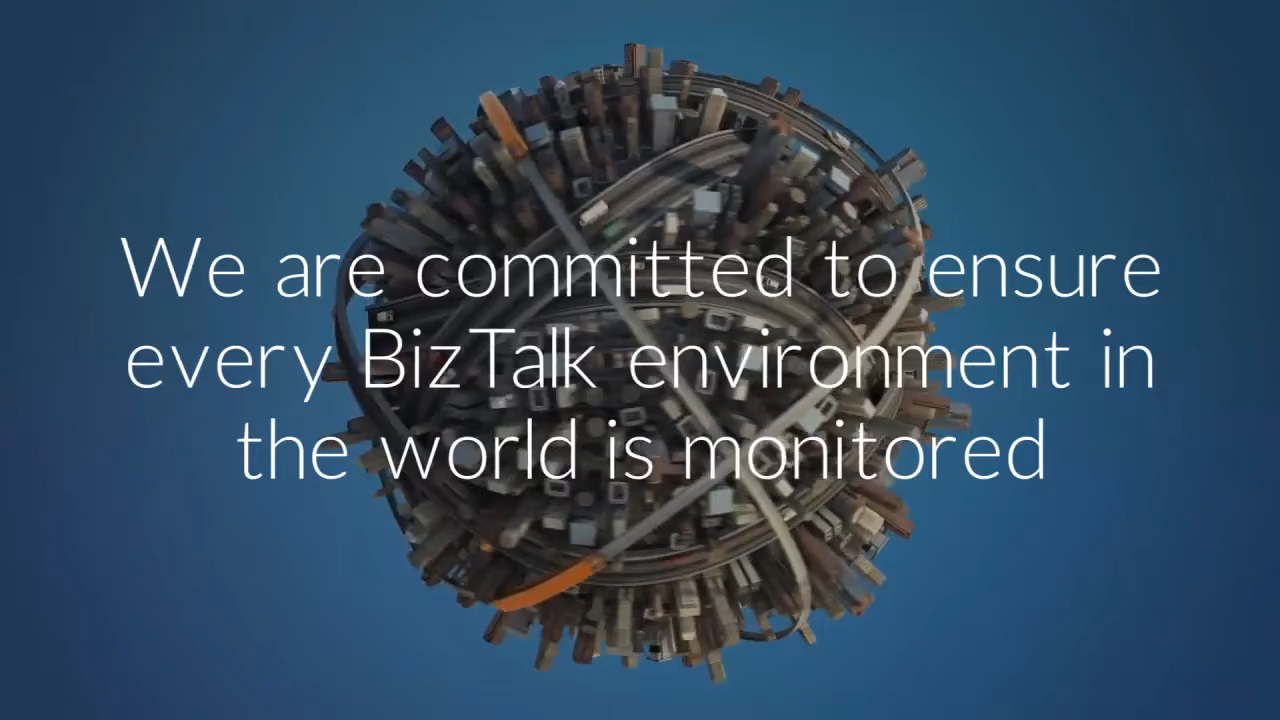 We are committed to ensure
every BizTalk environment in
the world is monitored